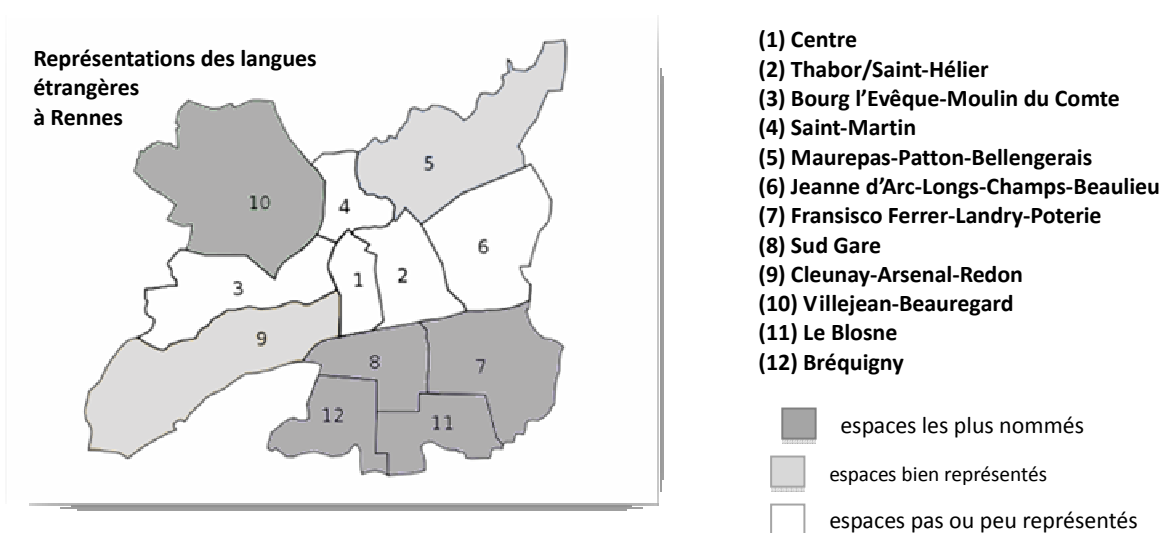 Représentations des langues
étrangères
à Rennes
5
10
4
6
2
1
3
9
8
7
12
11
(1) Centre
(2) Thabor/Saint-Hélier
(3) Bourg l’Evêque-Moulin du Comte
(4) Saint-Martin
(5) Maurepas-Patton-Bellengerais
(6) Jeanne d’Arc-Longs-Champs-Beaulieu
(7) Fransisco Ferrer-Landry-Poterie
(8) Sud Gare
(9) Cleunay-Arsenal-Redon
(10) Villejean-Beauregard
(11) Le Blosne
(12) Bréquigny
espaces les plus nommés
espaces bien représentés
espaces pas ou peu représentés